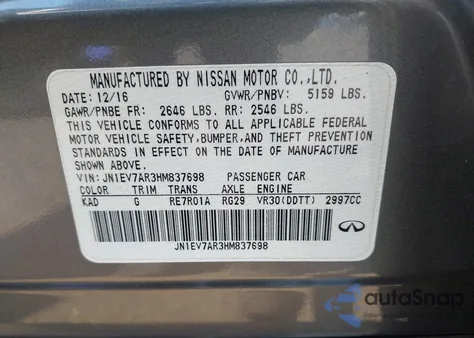 MANUFACTURED BY NISSAN MOTOR CO.,LTD.
DATE: 12/16 GVWR/PNBV: 5159 LBS.
GAWR/PNBE FR: 2646 LBS. RR: 2546 LBS.
THIS VEHICLE CONFORMS TO ALL APPLICABLE FEDERAL
MOTOR VEHICLE SAFETY,BUMPER,AND THEFT PREVENTION
STANDARDS IN EFFECT ON THE DATE OF MANUFACTURE
SHOWN ABOVE.
VIN: JN1EV7AR3HM837698 PASSENGER CAR
COLOR TRIM TRANS AXLE ENGINE
KAD G RE7R01A RG29 VR30(DDTT) 2997CC
JN1EV7AR3HM837698
autoSnap